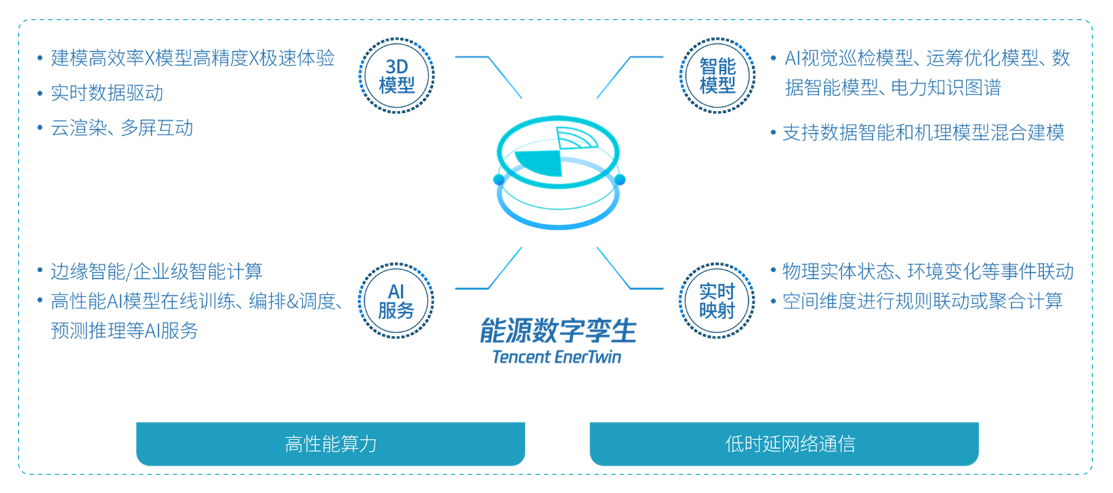 建模高效率X模型高精度X极速体验
实时数据驱动
云渲染、多屏互动
3D
模型
智能
模型
AI视觉巡检模型、运筹优化模型、数
据智能模型、电力知识图谱
支持数据智能和机理模型混合建模
边缘智能/企业级智能计算
高性能AI模型在线训练、编排&调度、
预测推理等AI服务
AI
服务
实时
映射
物理实体状态、环境变化等事件联动
空间维度进行规则联动或聚合计算
能源数字孪生
Tencent EnerTwin
高性能算力
低时延网络通信